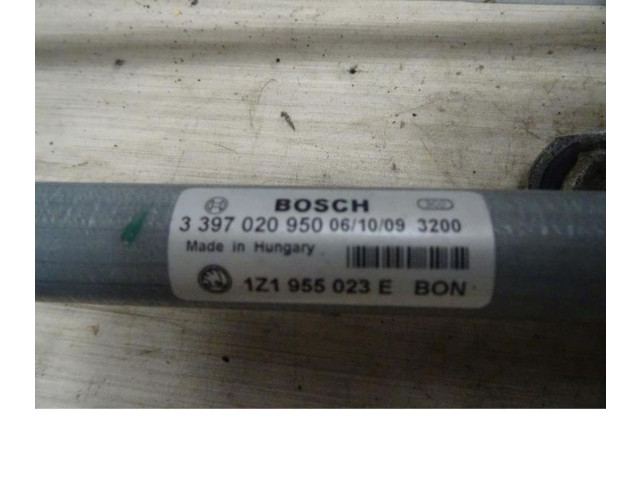 BOSCH
3 397 020 950 06/10/09 3200
Made in Hungary
1Z1 955 023 E BON